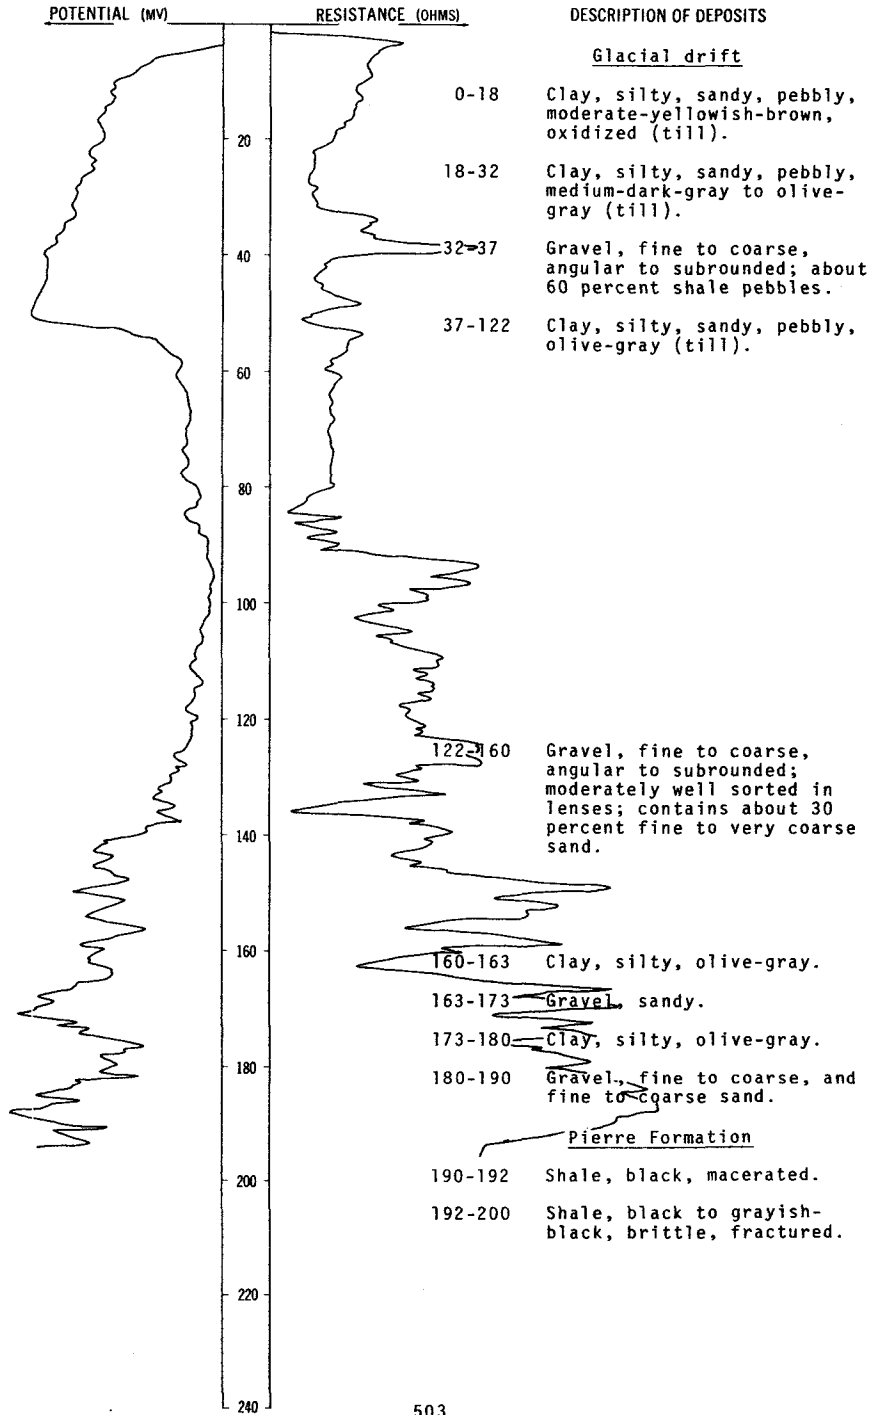 POTENTIAL (MV) RESISTANCE (OHMS) DESCRIPTION OF DEPOSITS
Glacial drift
0-18 Clay, silty, sandy, pebbly,
moderate-yellowish-brown,
oxidized (till).
20
18-32 Clay, silty, sandy, pebbly,
medium-dark-gray to olive-
gray (till).
40
32-37 Gravel, fine to coarse,
angular to subrounded; about
60 percent shale pebbles.
37-122 Clay, silty, sandy, pebbly,
olive-gray (till).
60
80
100
120
122-160 Gravel, fine to coarse,
angular to subrounded;
moderately well sorted in
lenses; contains about 30
percent fine to very coarse
sand.
140
160
160-163 Clay, silty, olive-gray.
163-173 Gravel, sandy.
173-180 Clay, silty, olive-gray.
180
180-190 Gravel, fine to coarse, and
fine to coarse sand.
Pierre Formation
190-192 Shale, black, macerated.
200
192-200 Shale, black to grayish-
black, brittle, fractured.
220
240
503